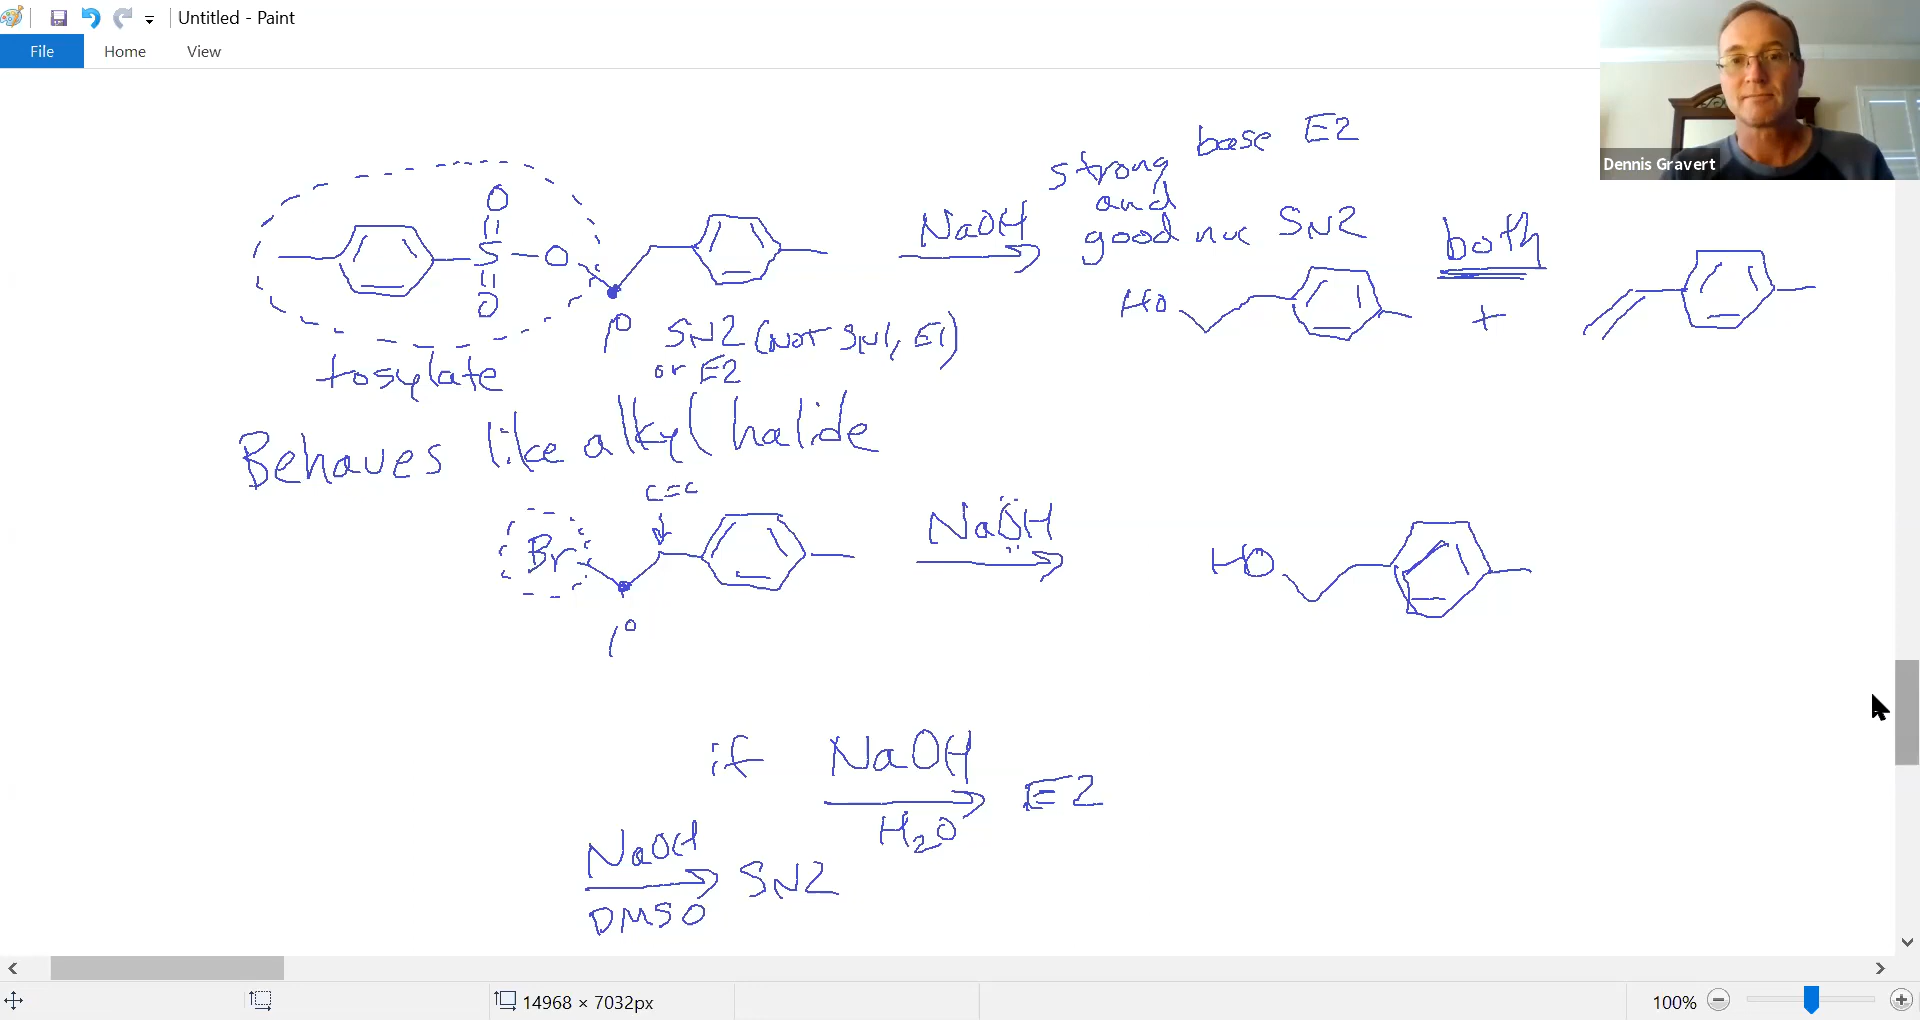 Untitled - Paint
File Home View
Dennis Gravert
strong base E2
and
good nuc SN2
both
NaOH
O
S O
O
HO
+
1° SN2 (not SN1, E1)
or E2
tosylate
Behaves like alkyl halide
C=C
Br
NaOH
HO
1°
if NaOH
H2O
E2
NaOH
DMSO
SN2
14968 × 7032px
100%